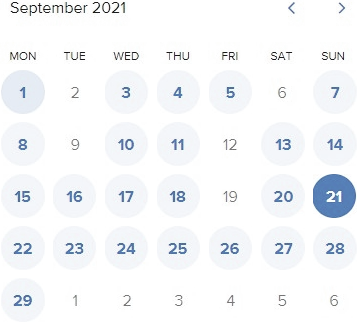 September 2021
MON TUE WED THU FRI SAT SUN
1 2 3 4 5 6 7
8 9 10 11 12 13 14
15 16 17 18 19 20 21
22 23 24 25 26 27 28
29 1 2 3 4 5 6